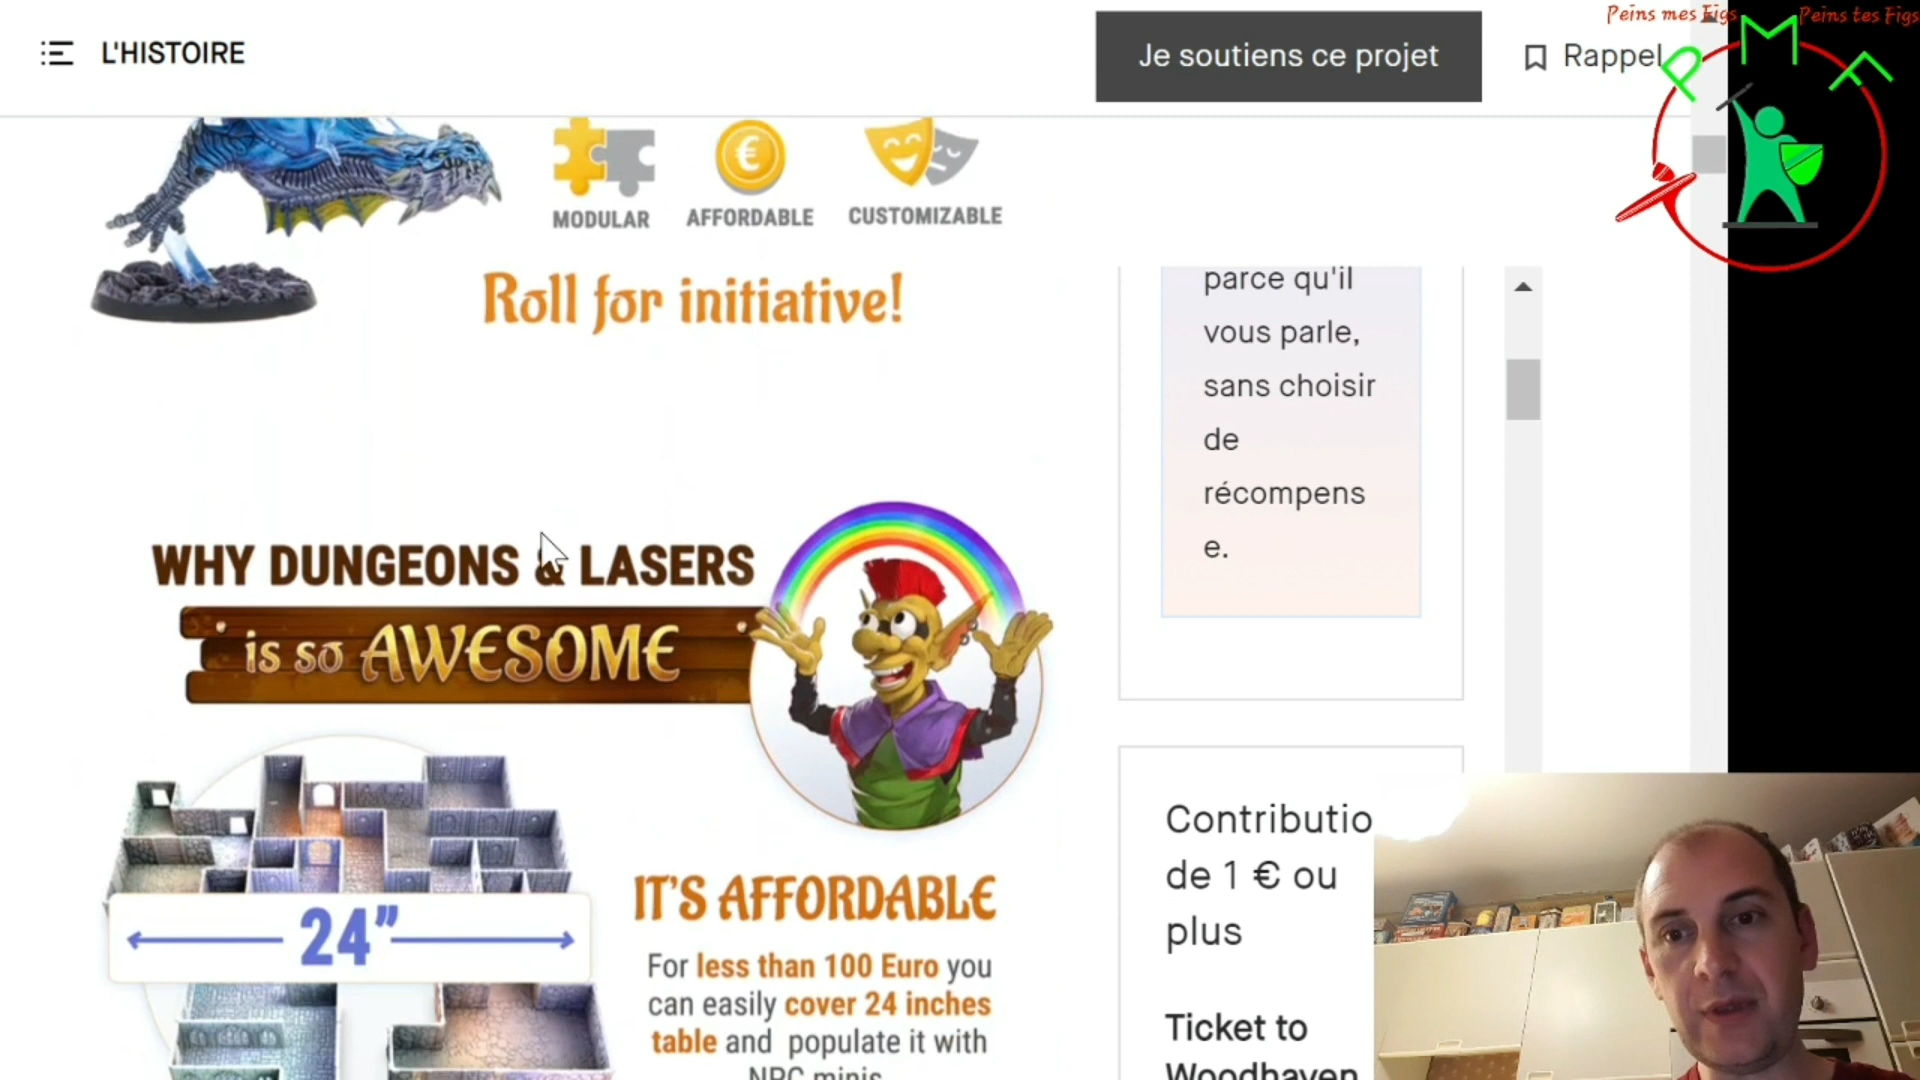 L'HISTOIRE
Je soutiens ce projet
Rappel
Peins mes Figs
Peins tes Figs
P M F
MODULAR
AFFORDABLE
CUSTOMIZABLE
Roll for initiative!
parce qu'il
vous parle,
sans choisir
de
récompens
e.
WHY DUNGEONS & LASERS
is so AWESOME
24”
IT'S AFFORDABLE
For less than 100 Euro you
can easily cover 24 inches
table and populate it with
NPC minis
Contributio
de 1 € ou
plus
Ticket to
Woodhaven